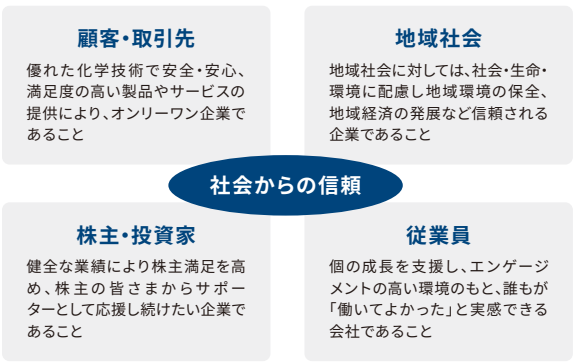 顧客・取引先
優れた化学技術で安全・安心、
満足度の高い製品やサービスの
提供により、オンリーワン企業で
あること
地域社会
地域社会に対しては、社会・生命・
環境に配慮し地域環境の保全、
地域経済の発展など信頼される
企業であること
社会からの信頼
株主・投資家
健全な業績により株主満足を高
め、株主の皆さまからサポー
ターとして応援し続けたい企業で
あること
従業員
個の成長を支援し、エンゲージ
メントの高い環境のもと、誰もが
「働いてよかった」と実感できる
会社であること